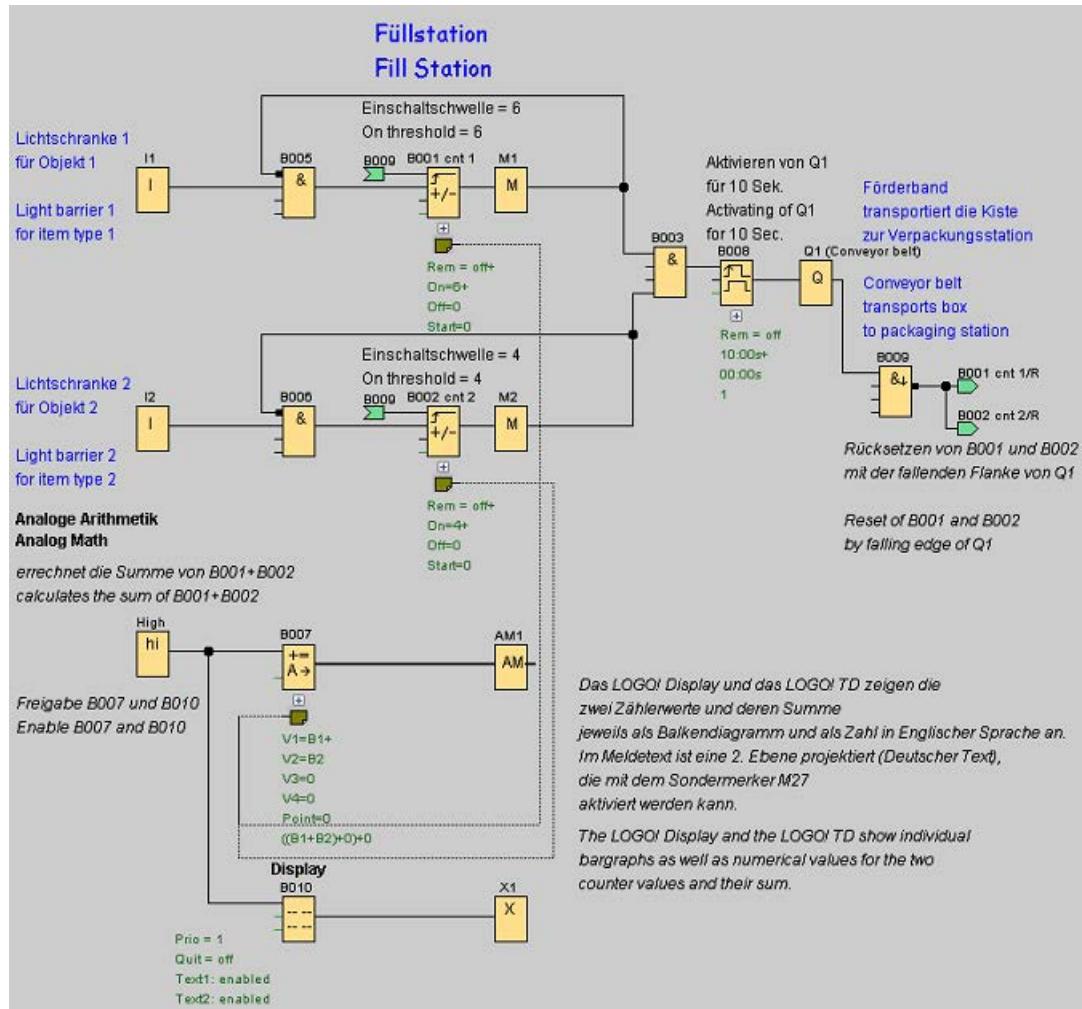 Füllstation
Fill Station
Einschaltschwelle = 6
On threshold = 6
Lichtschranke 1
für Objekt 1
Light barrier 1
for item type 1
I1
I
B005
&
B009
B001 cnt 1
+/-
M1
M
Rem = off+
On=6+
Off=0
Start=0
Aktivieren von Q1
für 10 Sek.
Activating of Q1
for 10 Sec.
B003
&
B008
Rem = off
10:00s+
00:00s
1
Förderband
transportiert die Kiste
zur Verpackungsstation
Q1 (Conveyor belt)
Q
Conveyor belt
transports box
to packaging station
B009
&↓
B001 cnt 1/R
B002 cnt 2/R
Rücksetzen von B001 und B002
mit der fallenden Flanke von Q1
Reset of B001 and B002
by falling edge of Q1
Einschaltschwelle = 4
On threshold = 4
Lichtschranke 2
für Objekt 2
Light barrier 2
for item type 2
I2
I
B006
&
B009
B002 cnt 2
+/-
M2
M
Rem = off+
On=4+
Off=0
Start=0
Analoge Arithmetik
Analog Math
errechnet die Summe von B001+B002
calculates the sum of B001+B002
High
hi
Freigabe B007 und B010
Enable B007 and B010
B007
+=
A→
AM1
AM
V1=B1+
V2=B2
V3=0
V4=0
Point=0
((B1+B2)+0)+0
Das LOGO! Display und das LOGO! TD zeigen die
zwei Zählerwerte und deren Summe
jeweils als Balkendiagramm und als Zahl in Englischer Sprache an.
Im Meldetext ist eine 2. Ebene projektiert (Deutscher Text),
die mit dem Sondermerker M27
aktiviert werden kann.
The LOGO! Display and the LOGO! TD show individual
bargraphs as well as numerical values for the two
counter values and their sum.
Display
B010
X1
X
Prio = 1
Quit = off
Text1: enabled
Text2: enabled